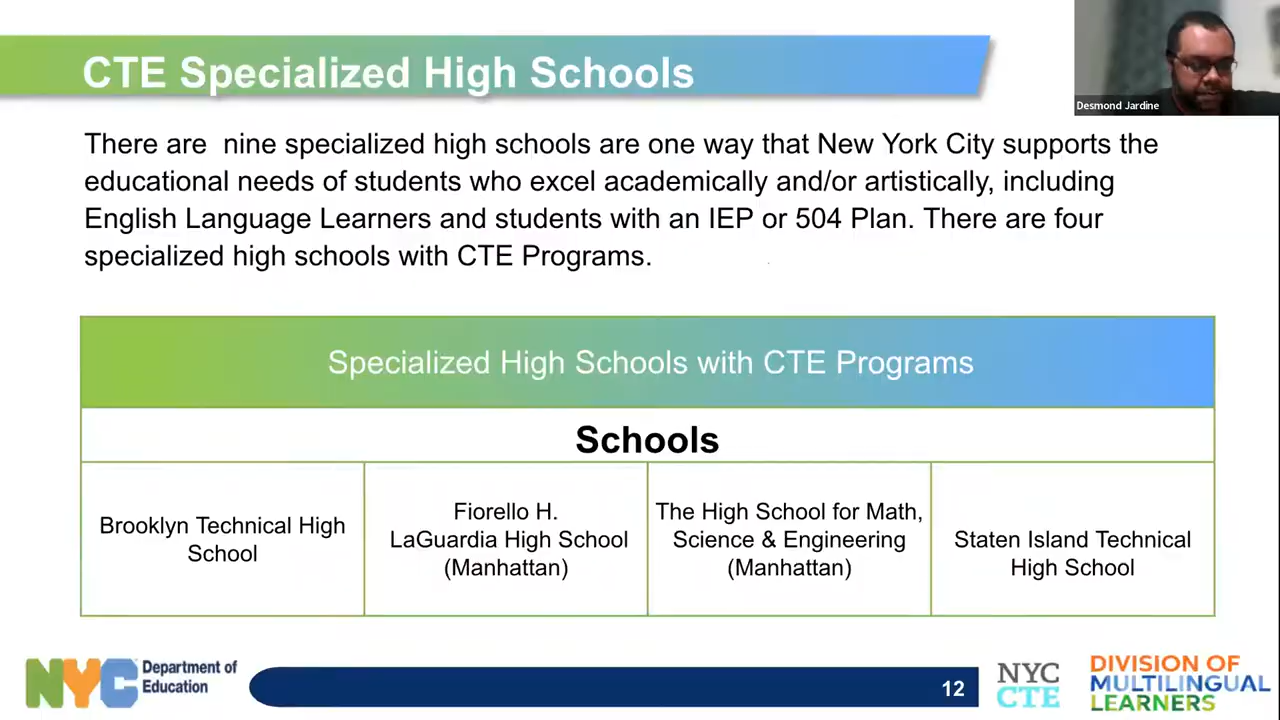 CTE Specialized High Schools
Desmond Jardine
There are nine specialized high schools are one way that New York City supports the
educational needs of students who excel academically and/or artistically, including
English Language Learners and students with an IEP or 504 Plan. There are four
specialized high schools with CTE Programs.
Specialized High Schools with CTE Programs
Schools
Brooklyn Technical High
School
Fiorello H.
LaGuardia High School
(Manhattan)
The High School for Math,
Science & Engineering
(Manhattan)
Staten Island Technical
High School
NYC
Department of
Education
12
NYC
CTE
DIVISION OF
MULTILINGUAL
LEARNERS